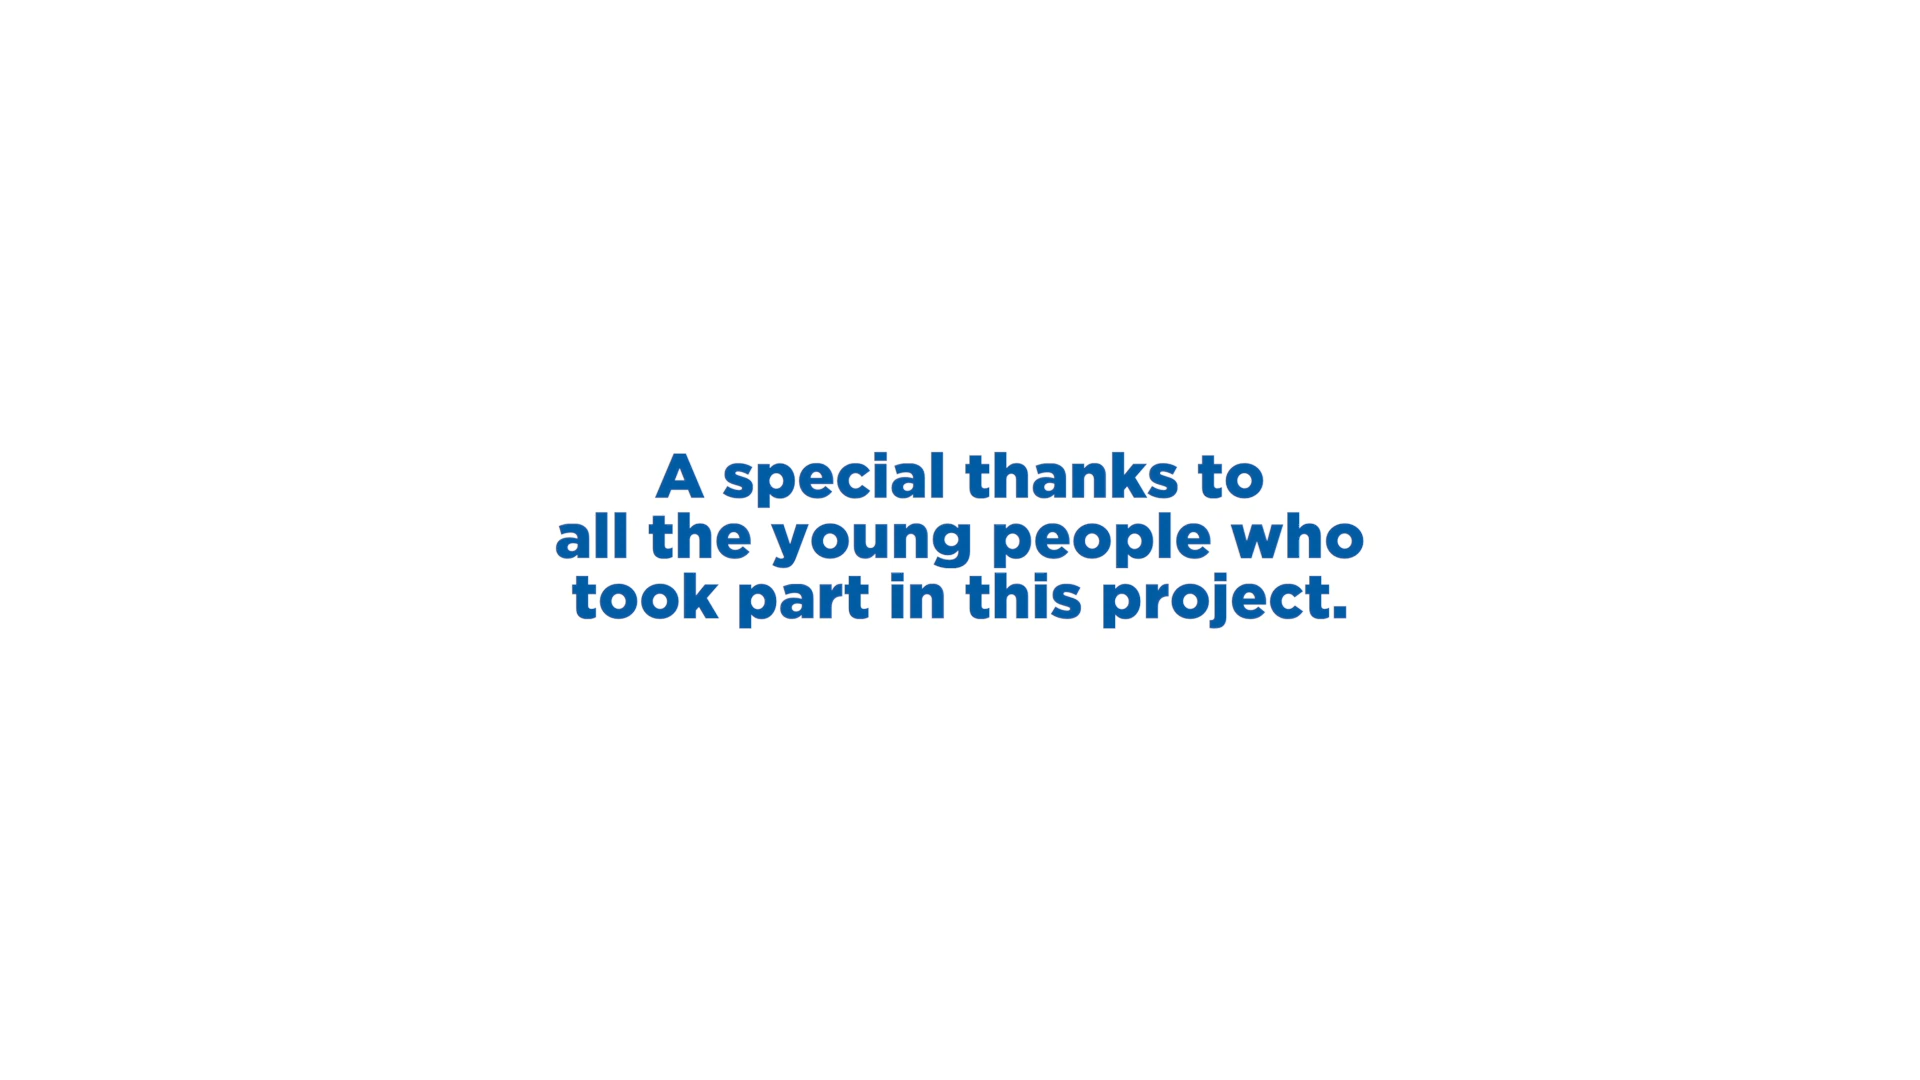 A special thanks to
all the young people who
took part in this project.